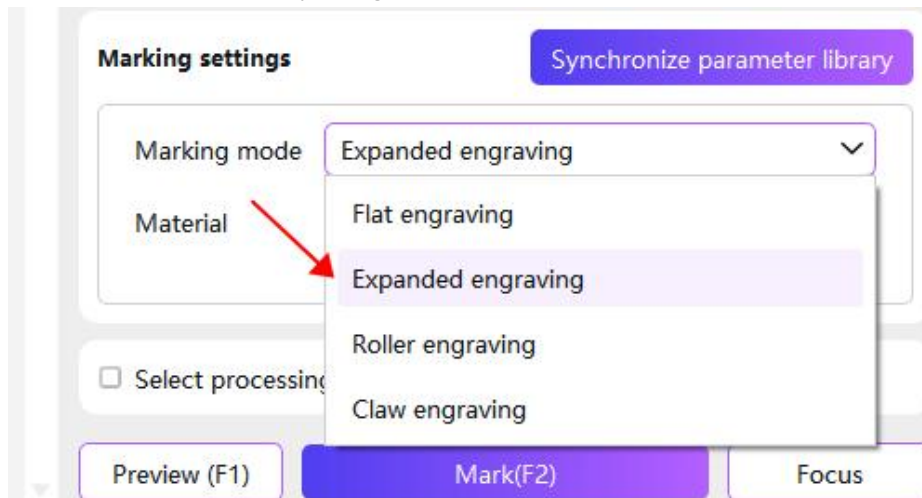 Marking settings
Synchronize parameter library
Marking mode
Expanded engraving
Material
Flat engraving
Expanded engraving
Roller engraving
Claw engraving
Select processing
Preview (F1)
Mark(F2)
Focus